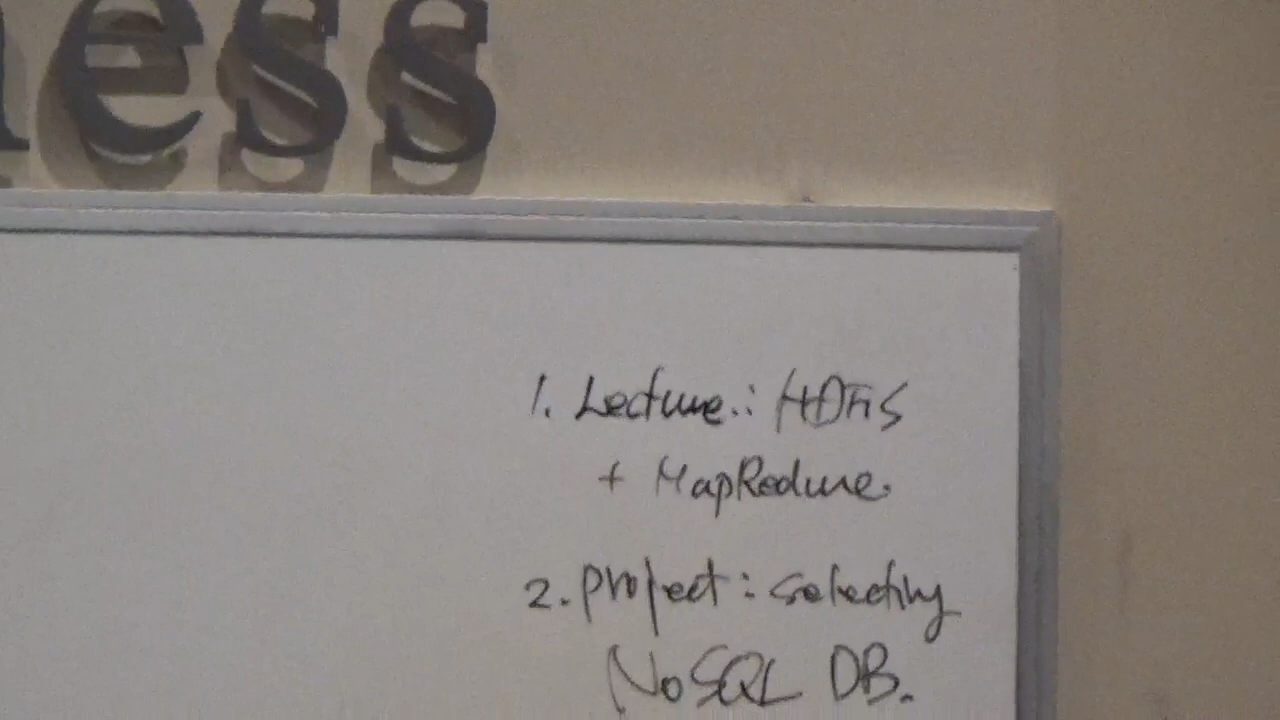 ness
1. Lecture: HDFS
+ MapReduce.
2. project: selecting
NoSQL DB.